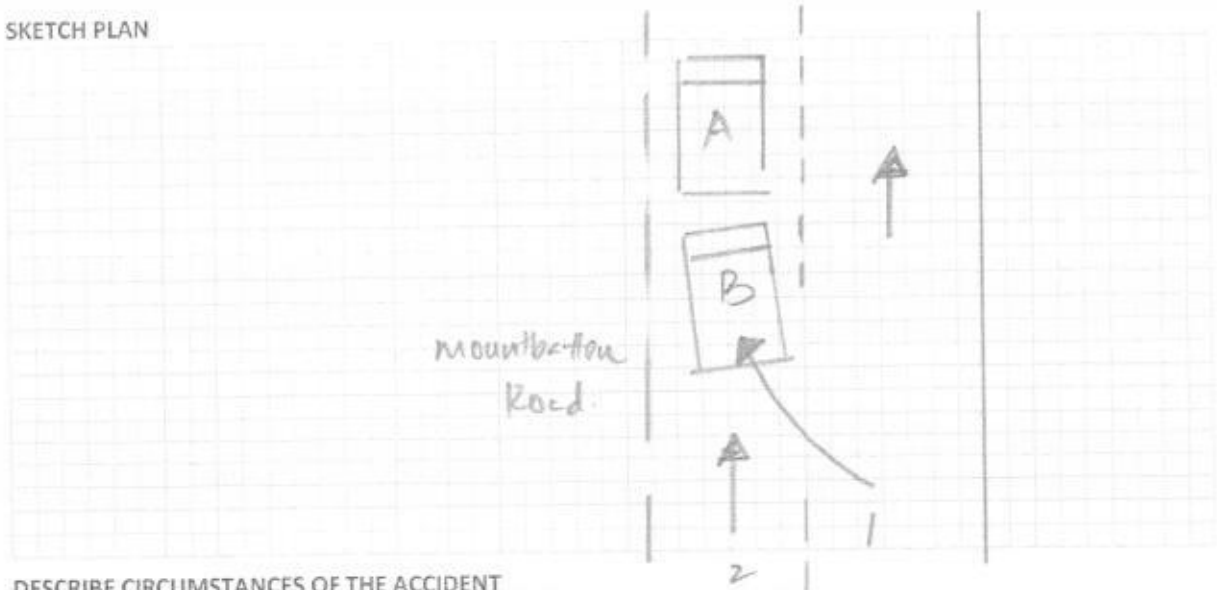 SKETCH PLAN
A
B
Mountbatten
Road.
1
2
DESCRIBE CIRCUMSTANCES OF THE ACCIDENT